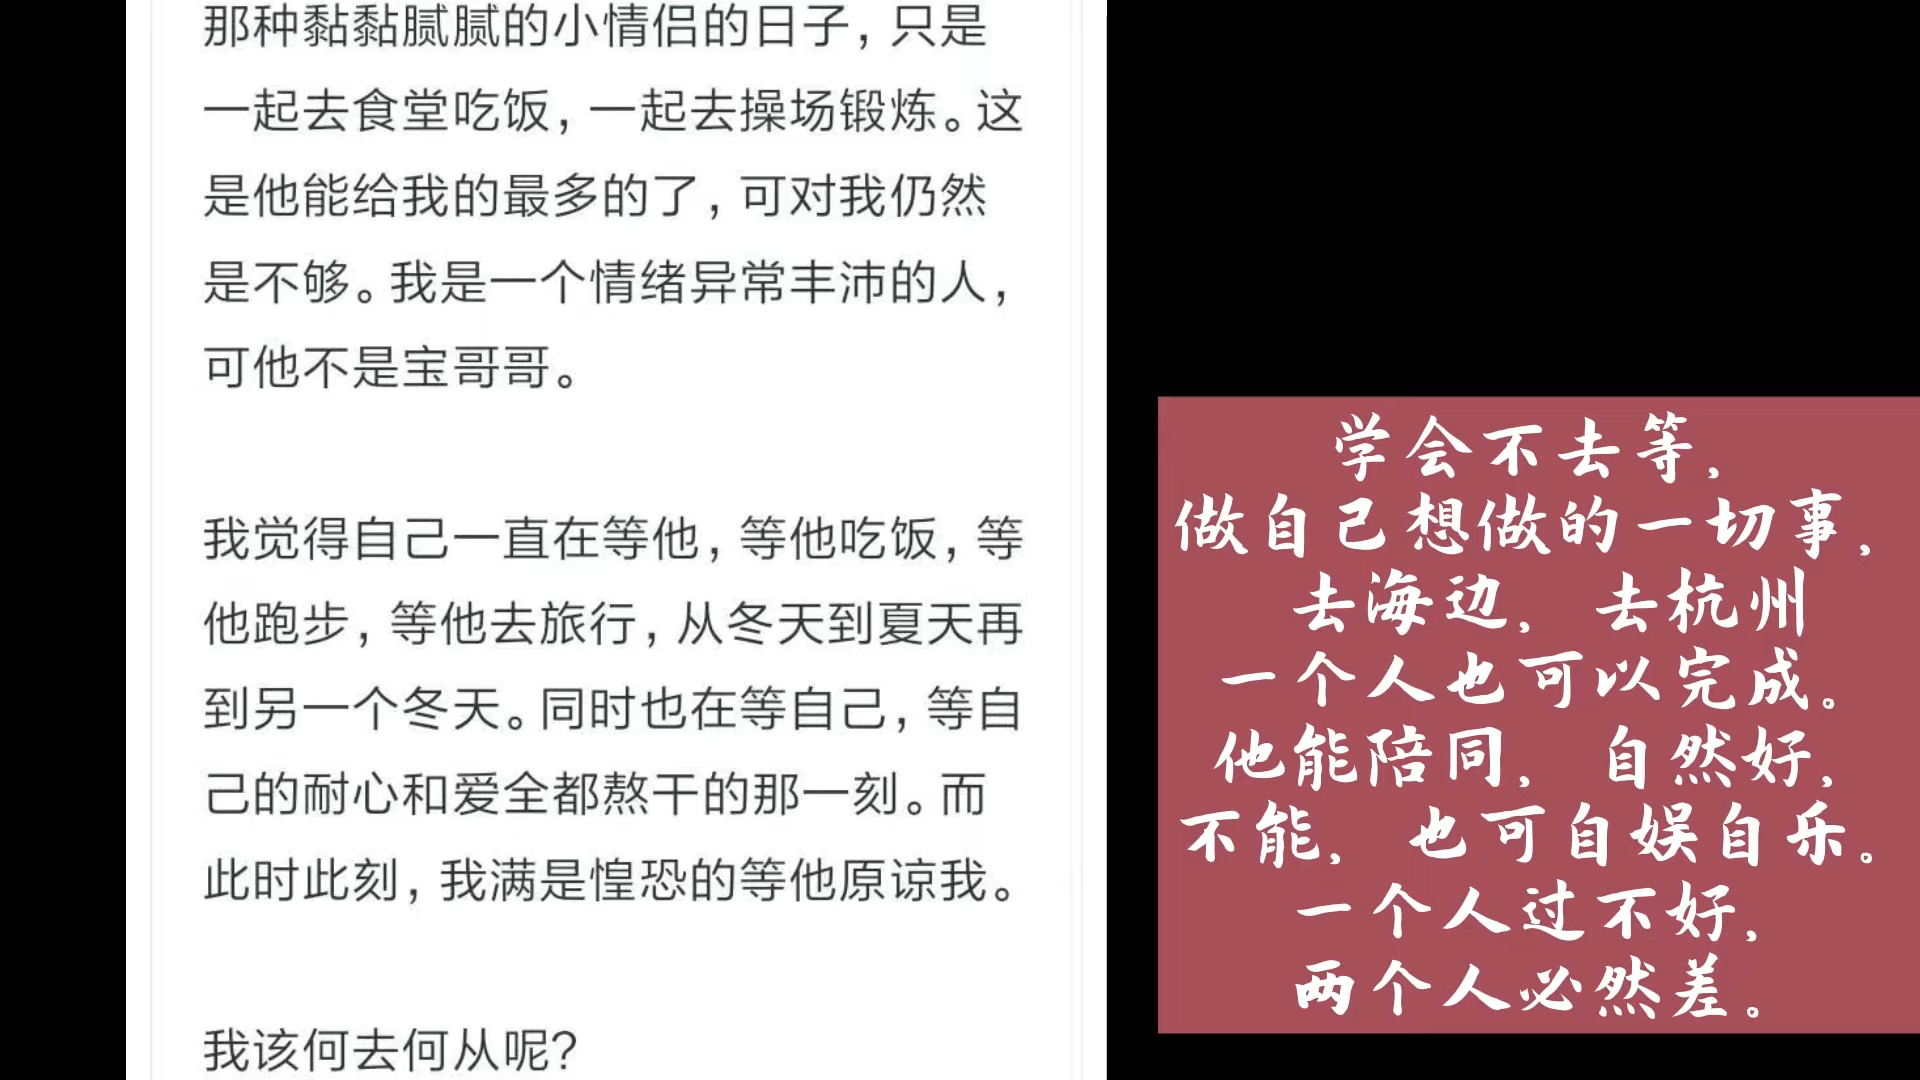 那种黏黏腻腻的小情侣的日子，只是
一起去食堂吃饭，一起去操场锻炼。这
是他能给我的最多的了，可对我仍然
是不够。我是一个情绪异常丰沛的人，
可他不是宝哥哥。
我觉得自己一直在等他，等他吃饭，等
他跑步，等他去旅行，从冬天到夏天再
到另一个冬天。同时也在等自己，等自
己的耐心和爱全都熬干的那一刻。而
此时此刻，我满是惶恐的等他原谅我。
我该何去何从呢？
学会不去等，
做自己想做的一切事，
去海边，去杭州
一个人也可以完成。
他能陪同，自然好，
不能，也可自娱自乐。
一个人过不好，
两个人必然差。